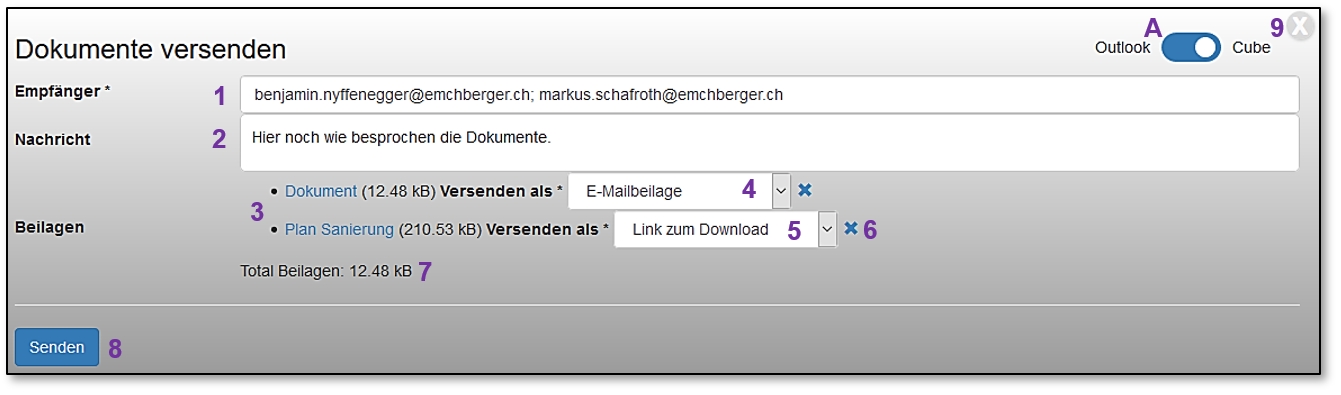 A 9 X
Dokumente versenden Outlook Cube
Empfänger * 1 benjamin.nyffenegger@emchberger.ch; markus.schafroth@emchberger.ch
Nachricht 2 Hier noch wie besprochen die Dokumente.
• Dokument (12.48 kB) Versenden als * E-Mailbeilage 4
3
Beilagen • Plan Sanierung (210.53 kB) Versenden als * Link zum Download 5 6
Total Beilagen: 12.48 kB 7
Senden 8